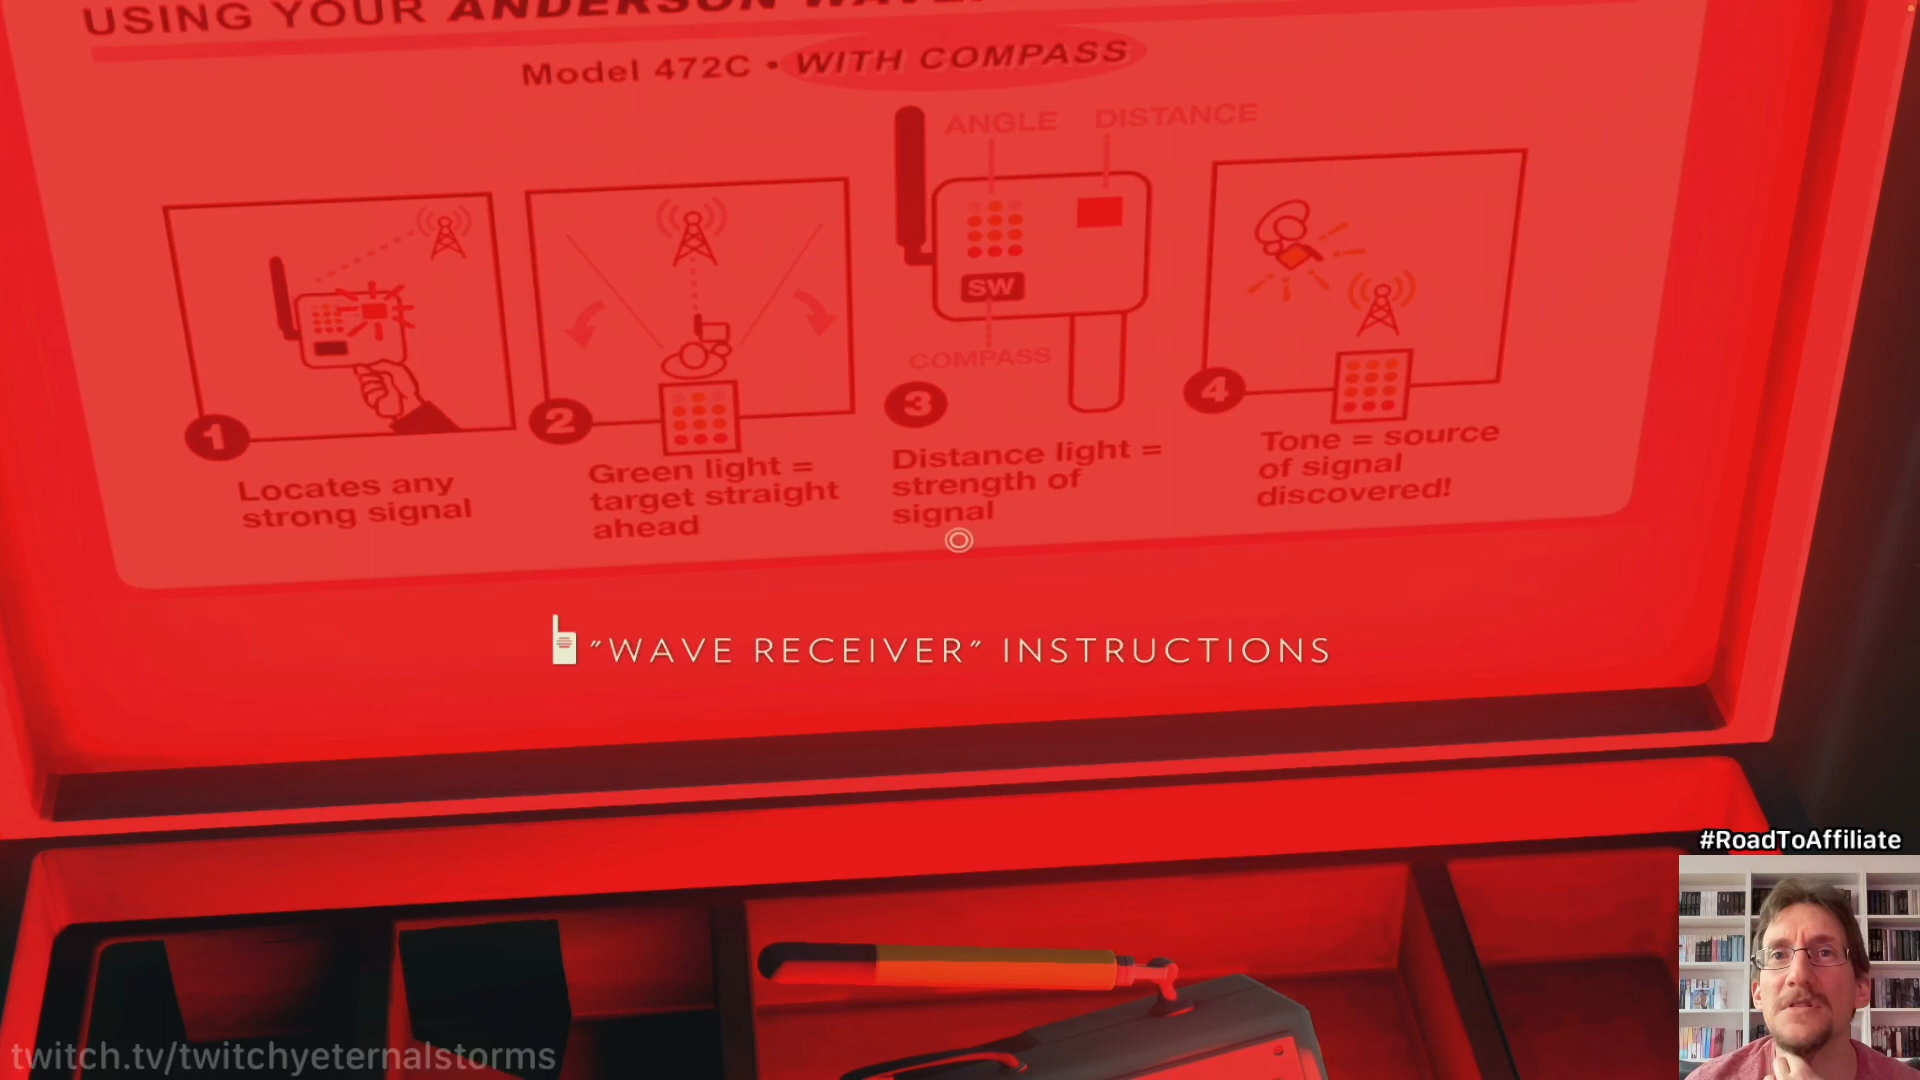 USING YOUR ANDERSON
Model 472C • WITH COMPASS
ANGLE DISTANCE
SW
COMPASS
1
2
3
4
Locates any
strong signal
Green light =
target straight
ahead
Distance light =
strength of
signal
Tone = source
of signal
discovered!
"WAVE RECEIVER" INSTRUCTIONS
#RoadToAffiliate
twitch.tv/twitchyeternalstorms